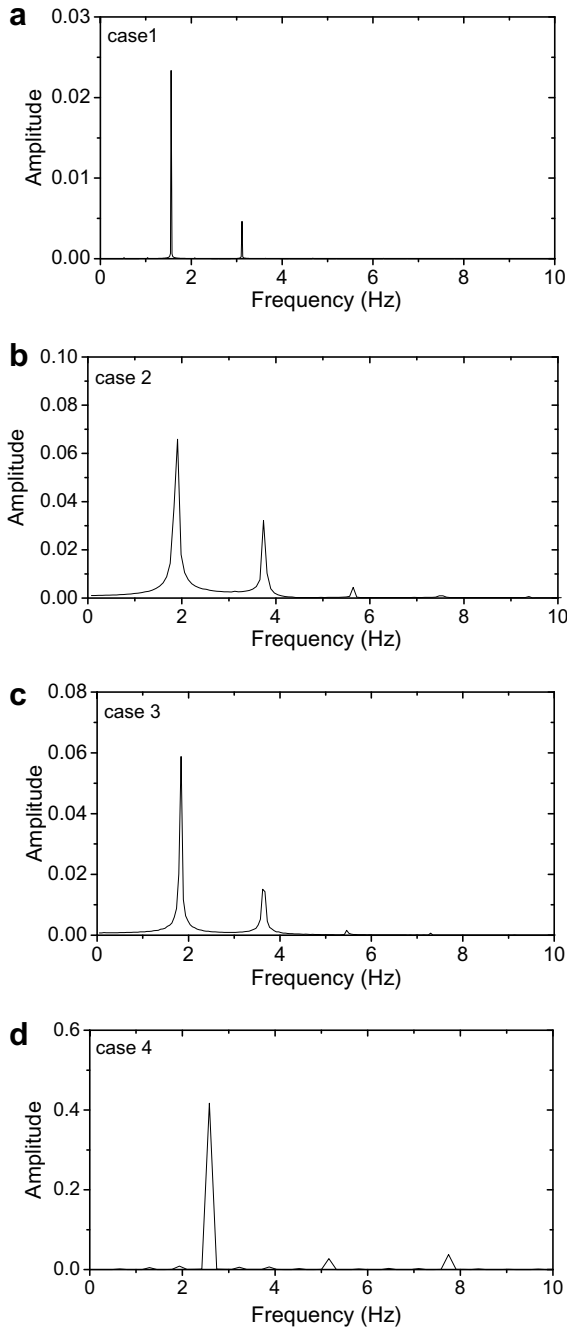 a
case1
0.03
0.02
0.01
0.00
Amplitude
0 2 4 6 8 10
Frequency (Hz)
b
case 2
0.10
0.08
0.06
0.04
0.02
0.00
Amplitude
0 2 4 6 8 10
Frequency (Hz)
c
case 3
0.08
0.06
0.04
0.02
0.00
Amplitude
0 2 4 6 8 10
Frequency (Hz)
d
case 4
0.6
0.4
0.2
0.0
Amplitude
0 2 4 6 8 10
Frequency (Hz)